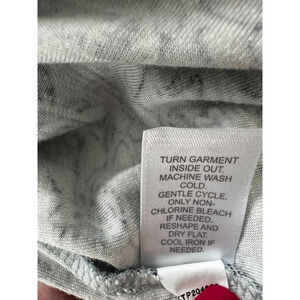 TURN GARMENT
INSIDE OUT.
MACHINE WASH
COLD.
GENTLE CYCLE.
ONLY NON-
CHLORINE BLEACH
IF NEEDED.
RESHAPE AND
DRY FLAT.
COOL IRON IF
NEEDED.